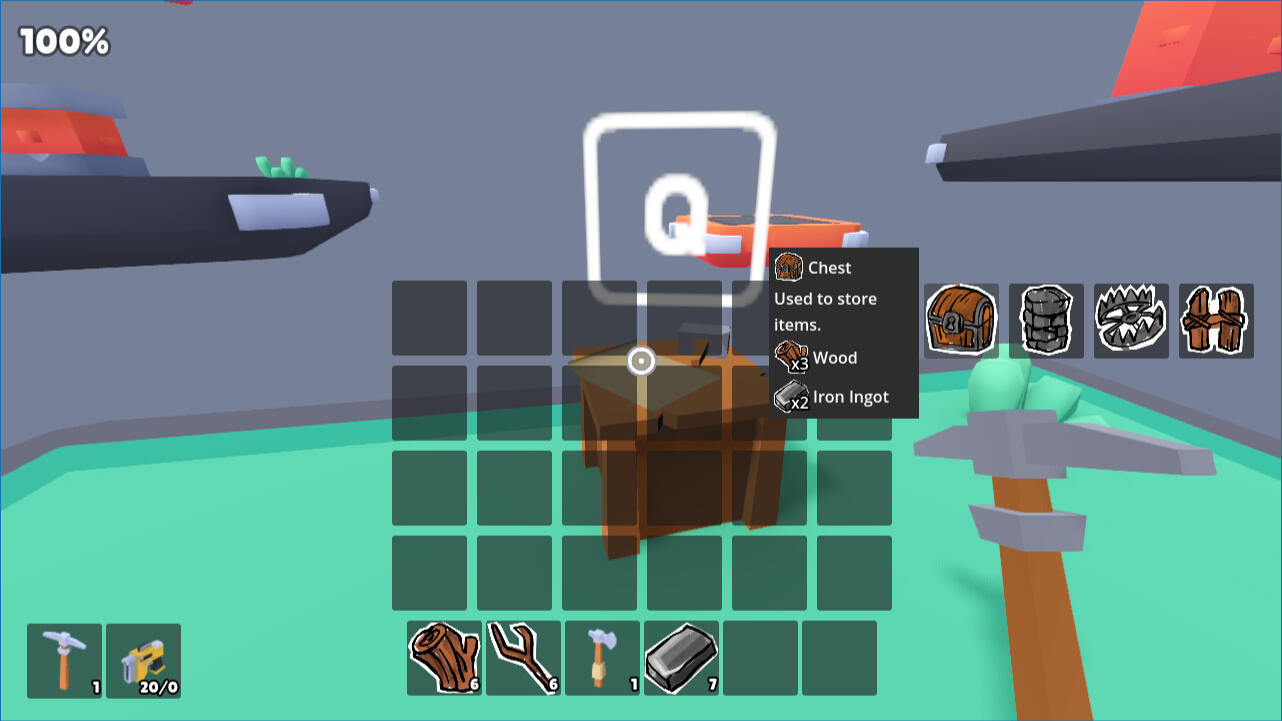 100%
Q
Chest
Used to store
items.
x3 Wood
x2 Iron Ingot
1
20/0
6
6
1
7